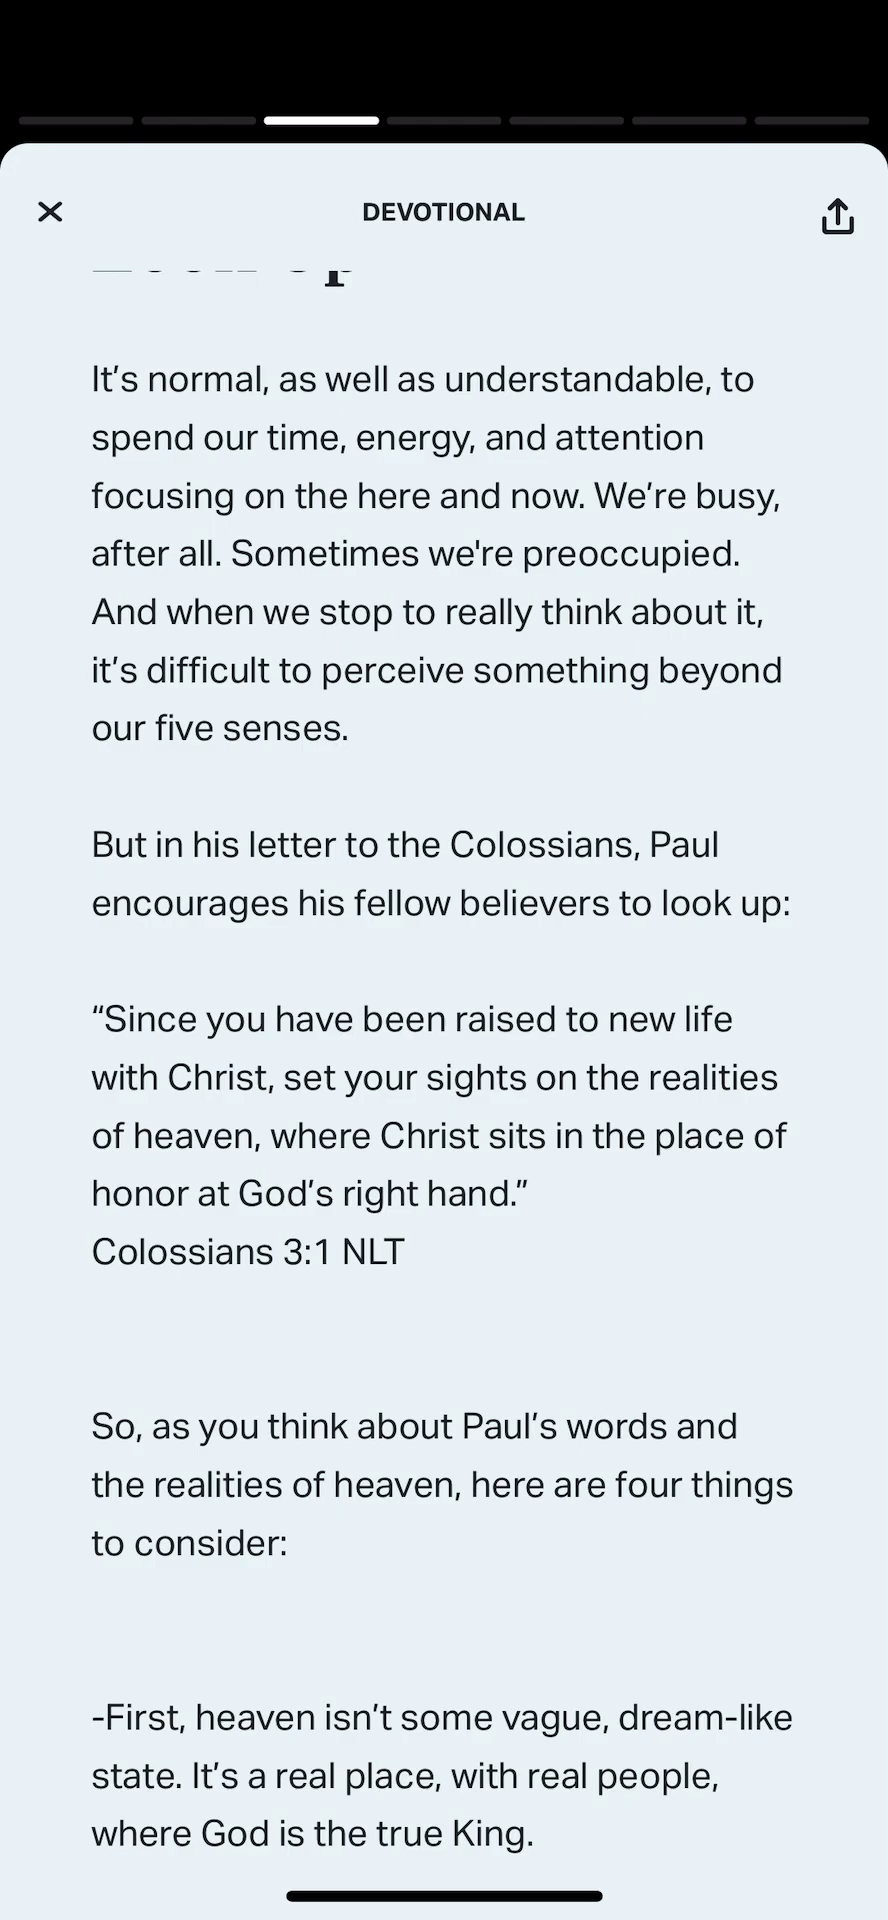 DEVOTIONAL
It’s normal, as well as understandable, to
spend our time, energy, and attention
focusing on the here and now. We’re busy,
after all. Sometimes we're preoccupied.
And when we stop to really think about it,
it’s difficult to perceive something beyond
our five senses.
But in his letter to the Colossians, Paul
encourages his fellow believers to look up:
“Since you have been raised to new life
with Christ, set your sights on the realities
of heaven, where Christ sits in the place of
honor at God’s right hand.”
Colossians 3:1 NLT
So, as you think about Paul’s words and
the realities of heaven, here are four things
to consider:
-First, heaven isn’t some vague, dream-like
state. It’s a real place, with real people,
where God is the true King.